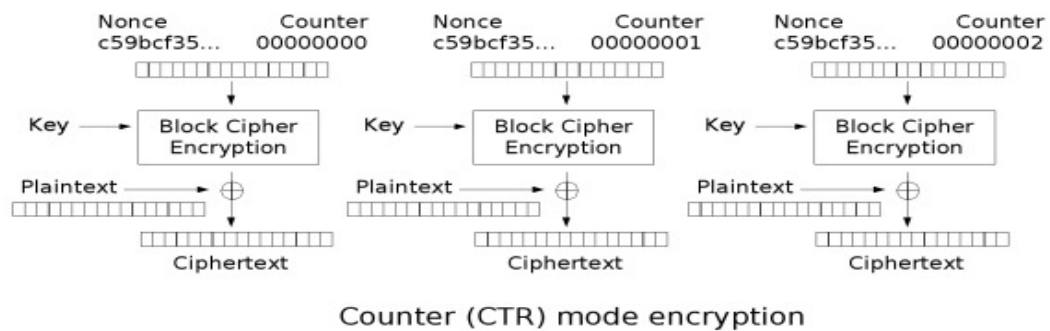 Nonce Counter Nonce Counter Nonce Counter
c59bcf35... 00000000 c59bcf35... 00000001 c59bcf35... 00000002
Key Block Cipher Encryption Key Block Cipher Encryption Key Block Cipher Encryption
Plaintext Plaintext Plaintext
Ciphertext Ciphertext Ciphertext
Counter (CTR) mode encryption